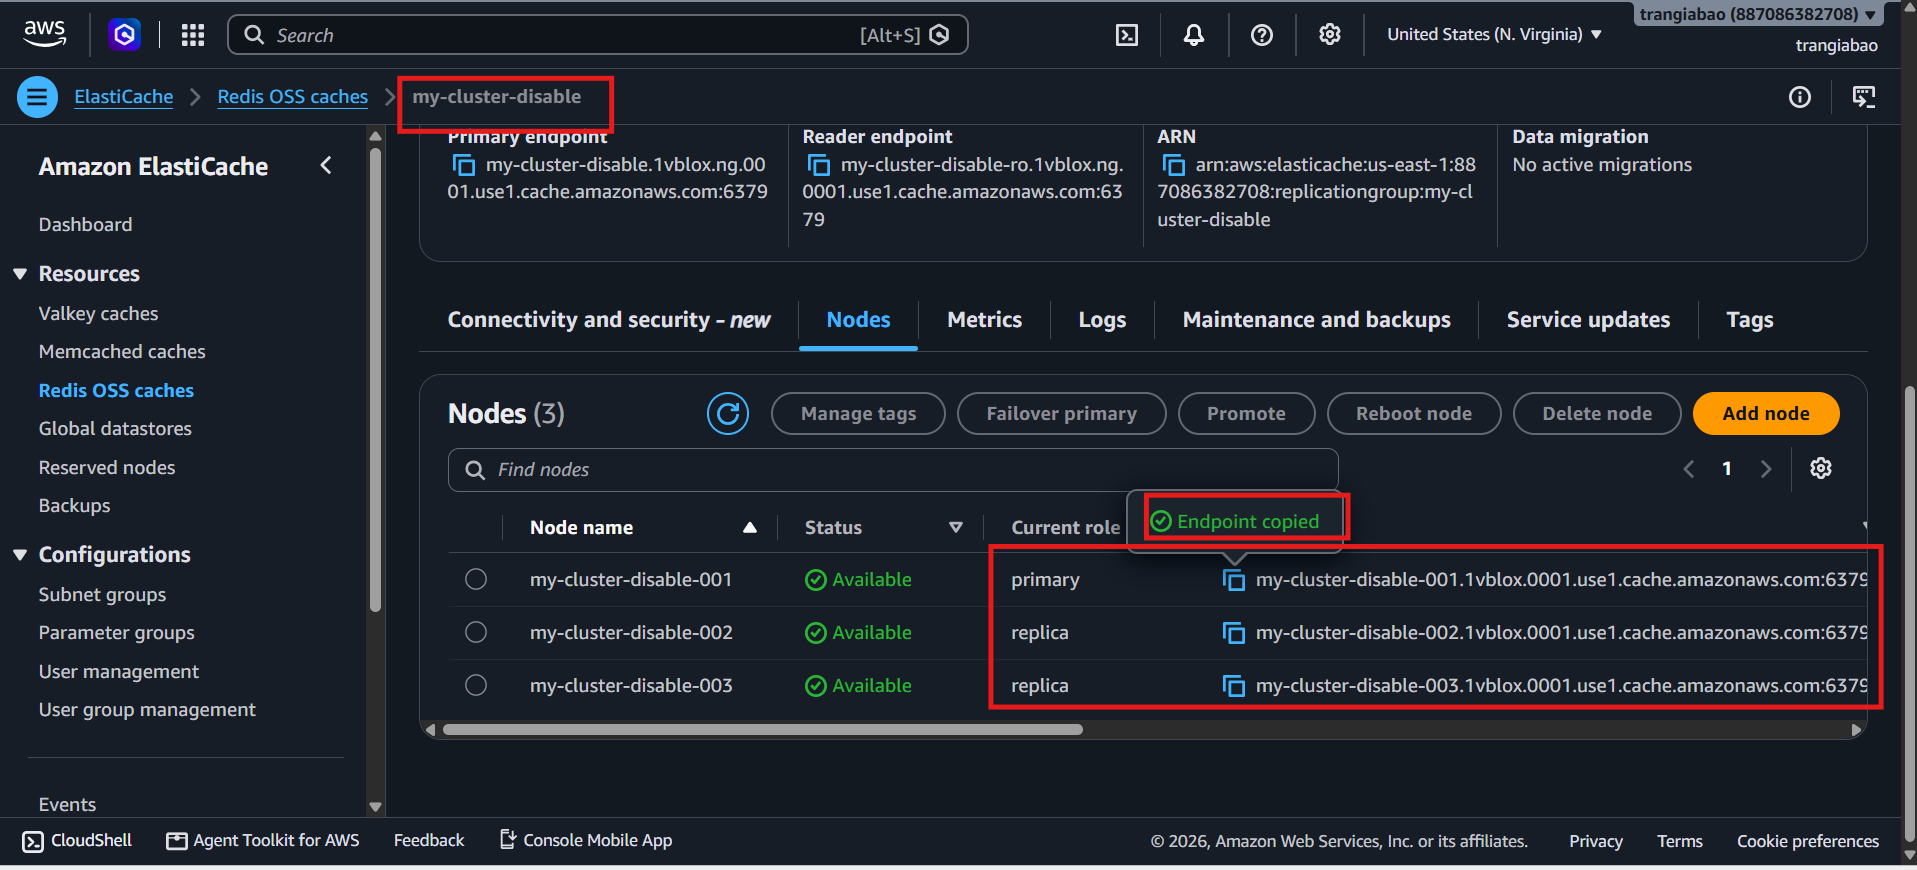 aws
Search
[Alt+S]
United States (N. Virginia)
trangiabao (887086382708)
trangiabao
ElastiCache
Redis OSS caches
my-cluster-disable
Amazon ElastiCache
Dashboard
Resources
Valkey caches
Memcached caches
Redis OSS caches
Global datastores
Reserved nodes
Backups
Configurations
Subnet groups
Parameter groups
User management
User group management
Events
Primary endpoint
my-cluster-disable.1vblox.ng.00
01.use1.cache.amazonaws.com:6379
Reader endpoint
my-cluster-disable-ro.1vblox.ng.
0001.use1.cache.amazonaws.com:63
79
ARN
arn:aws:elasticache:us-east-1:88
7086382708:replicationgroup:my-cl
uster-disable
Data migration
No active migrations
Connectivity and security - new
Nodes
Metrics
Logs
Maintenance and backups
Service updates
Tags
Nodes (3)
Manage tags
Failover primary
Promote
Reboot node
Delete node
Add node
Find nodes
1
Endpoint copied
Node name
Status
Current role
my-cluster-disable-001
Available
primary
my-cluster-disable-001.1vblox.0001.use1.cache.amazonaws.com:6379
my-cluster-disable-002
Available
replica
my-cluster-disable-002.1vblox.0001.use1.cache.amazonaws.com:6379
my-cluster-disable-003
Available
replica
my-cluster-disable-003.1vblox.0001.use1.cache.amazonaws.com:6379
CloudShell
Agent Toolkit for AWS
Feedback
Console Mobile App
© 2026, Amazon Web Services, Inc. or its affiliates.
Privacy
Terms
Cookie preferences